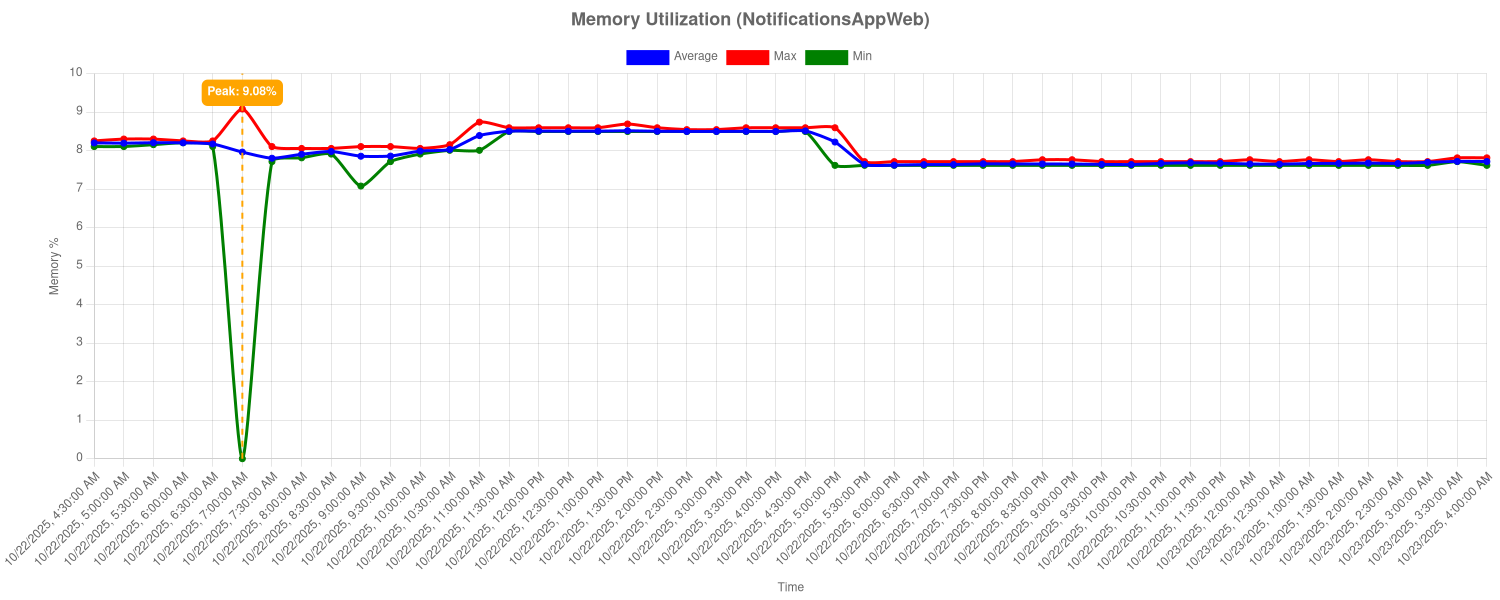 Memory Utilization (NotificationsAppWeb)
Average Max Min
Peak: 9.08%
10
9
8
7
6
5
4
3
2
1
0
Memory %
10/22/2025, 4:30:00 AM
10/22/2025, 5:00:00 AM
10/22/2025, 5:30:00 AM
10/22/2025, 6:00:00 AM
10/22/2025, 6:30:00 AM
10/22/2025, 7:00:00 AM
10/22/2025, 7:30:00 AM
10/22/2025, 8:00:00 AM
10/22/2025, 8:30:00 AM
10/22/2025, 9:00:00 AM
10/22/2025, 9:30:00 AM
10/22/2025, 10:00:00 AM
10/22/2025, 10:30:00 AM
10/22/2025, 11:00:00 AM
10/22/2025, 11:30:00 AM
10/22/2025, 12:00:00 PM
10/22/2025, 12:30:00 PM
10/22/2025, 1:00:00 PM
10/22/2025, 1:30:00 PM
10/22/2025, 2:00:00 PM
10/22/2025, 2:30:00 PM
10/22/2025, 3:00:00 PM
10/22/2025, 3:30:00 PM
10/22/2025, 4:00:00 PM
10/22/2025, 4:30:00 PM
10/22/2025, 5:00:00 PM
10/22/2025, 5:30:00 PM
10/22/2025, 6:00:00 PM
10/22/2025, 6:30:00 PM
10/22/2025, 7:00:00 PM
10/22/2025, 7:30:00 PM
10/22/2025, 8:00:00 PM
10/22/2025, 8:30:00 PM
10/22/2025, 9:00:00 PM
10/22/2025, 9:30:00 PM
10/22/2025, 10:00:00 PM
10/22/2025, 10:30:00 PM
10/22/2025, 11:00:00 PM
10/22/2025, 11:30:00 PM
10/23/2025, 12:00:00 AM
10/23/2025, 12:30:00 AM
10/23/2025, 1:00:00 AM
10/23/2025, 1:30:00 AM
10/23/2025, 2:00:00 AM
10/23/2025, 2:30:00 AM
10/23/2025, 3:00:00 AM
10/23/2025, 3:30:00 AM
10/23/2025, 4:00:00 AM
Time